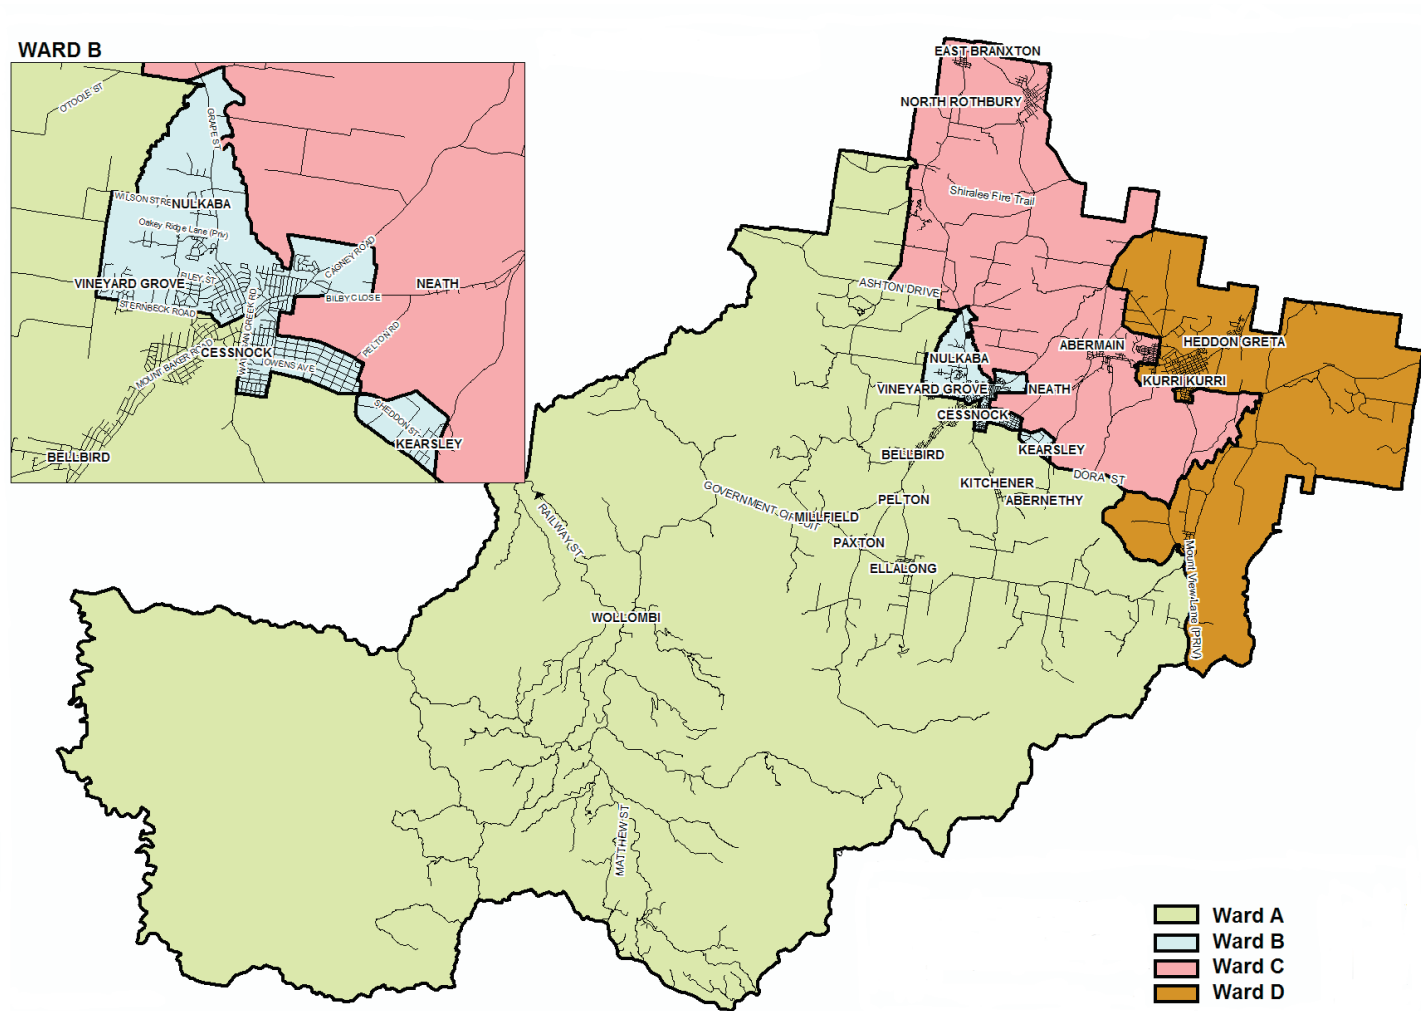 WARD B
O'TOOLE ST
GRAPE ST
WILSON STRE
NULKABA
Oakey Ridge Lane (Priv)
CAGNEY ROAD
VINEYARD GROVE
NEATH
BILBY CLOSE
STERNBECK ROAD
PELTON RD
CESSNOCK
MOUNT BAKER ROAD
OWENS AVE
SHEDDON ST
KEARSLEY
BELLBIRD
EAST BRANXTON
NORTH ROTHBURY
Shiralee Fire Trail
ASHTON DRIVE
HEDDON GRETA
ABERMAIN
NULKABA
KURRI KURRI
VINEYARD GROVE
NEATH
CESSNOCK
KEARSLEY
BELLBIRD
DORA ST
KITCHENER
ABERNETHY
PELTON
GOVERNMENT CIRCUIT
MILLFIELD
RAILWAY ST
PAXTON
ELLALONG
Mount View Lane (PRIV)
WOLLOMBI
MATTHEW ST
Ward A
Ward B
Ward C
Ward D